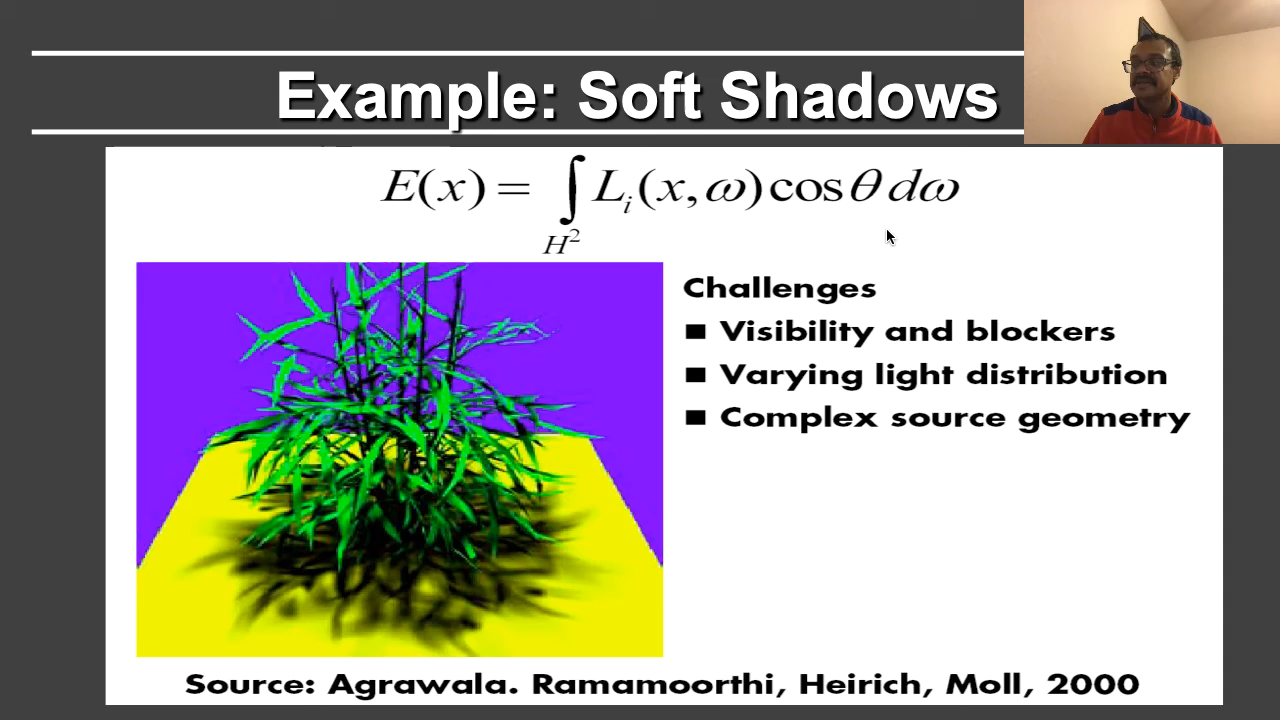 Example: Soft Shadows
E(x) = ∫_{H²} L_i(x, ω) cos θ dω
Challenges
■ Visibility and blockers
■ Varying light distribution
■ Complex source geometry
Source: Agrawala. Ramamoorthi, Heirich, Moll, 2000